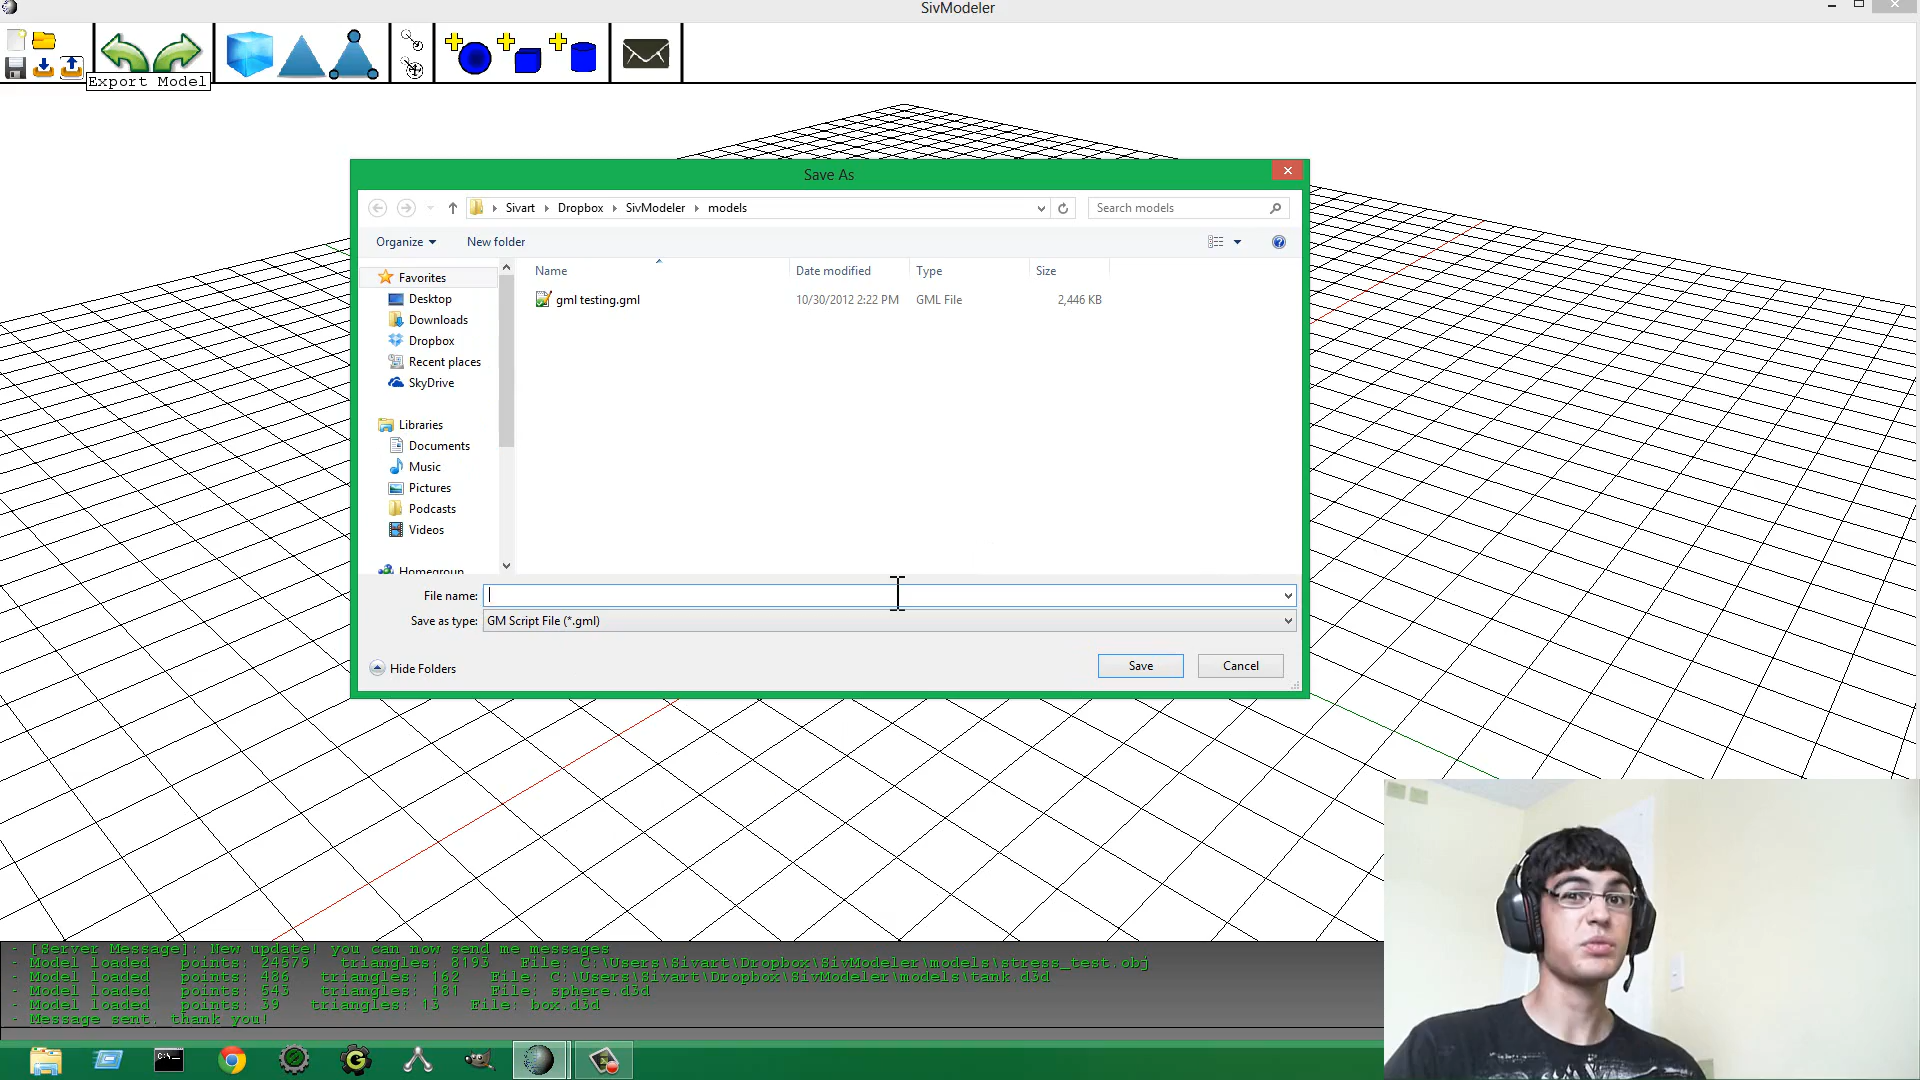 SivModeler
Export Model
Save As
Sivart Dropbox SivModeler models
Search models
Organize
New folder
Name Date modified Type Size
gml testing.gml 10/30/2012 2:22 PM GML File 2,446 KB
Favorites
Desktop
Downloads
Dropbox
Recent places
SkyDrive
Libraries
Documents
Music
Pictures
Podcasts
Videos
Homegroup
File name:
Save as type: GM Script File (*.gml)
Hide Folders
Save
Cancel
- [Server Message]: New update! you can now send me messages
- Model loaded points: 24579 triangles: 8193 File: C:\Users\Sivart\Dropbox\SivModeler\models\stress_test.obj
- Model loaded points: 486 triangles: 162 File: C:\Users\Sivart\Dropbox\SivModeler\models\tank.d3d
- Model loaded points: 543 triangles: 181 File: sphere.d3d
- Model loaded points: 39 triangles: 13 File: box.d3d
- Message sent. thank you!
C:\